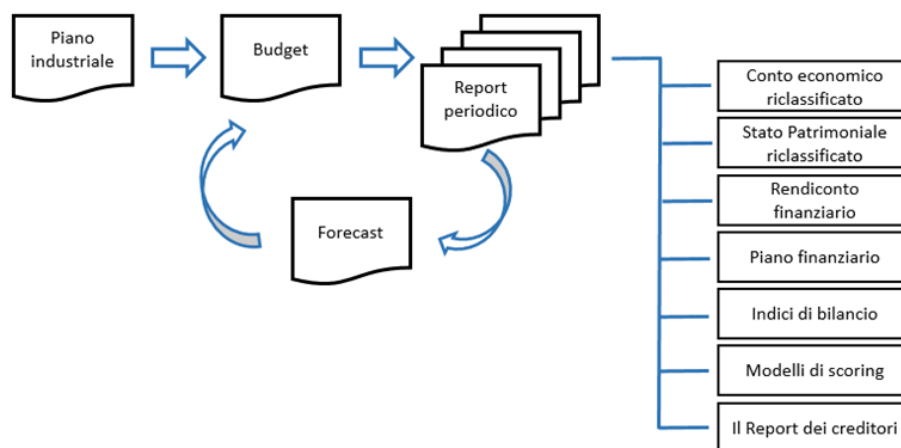 Piano
industriale
Budget
Report
periodico
Forecast
Conto economico
riclassificato
Stato Patrimoniale
riclassificato
Rendiconto
finanziario
Piano finanziario
Indici di bilancio
Modelli di scoring
Il Report dei creditori